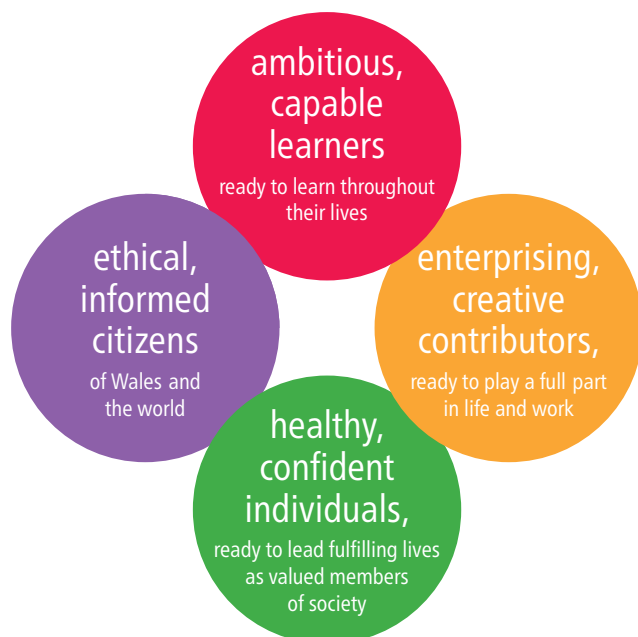 ambitious,
capable
learners
ready to learn throughout
their lives
ethical,
informed
citizens
of Wales and
the world
enterprising,
creative
contributors,
ready to play a full part
in life and work
healthy,
confident
individuals,
ready to lead fulfilling lives
as valued members
of society